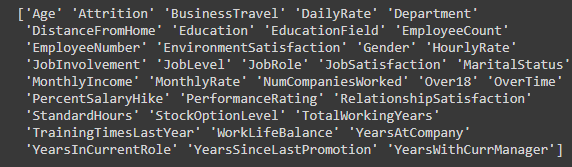 ['Age' 'Attrition' 'BusinessTravel' 'DailyRate' 'Department'
'DistanceFromHome' 'Education' 'EducationField' 'EmployeeCount'
'EmployeeNumber' 'EnvironmentSatisfaction' 'Gender' 'HourlyRate'
'JobInvolvement' 'JobLevel' 'JobRole' 'JobSatisfaction' 'MaritalStatus'
'MonthlyIncome' 'MonthlyRate' 'NumCompaniesWorked' 'Over18' 'OverTime'
'PercentSalaryHike' 'PerformanceRating' 'RelationshipSatisfaction'
'StandardHours' 'StockOptionLevel' 'TotalWorkingYears'
'TrainingTimesLastYear' 'WorkLifeBalance' 'YearsAtCompany'
'YearsInCurrentRole' 'YearsSinceLastPromotion' 'YearsWithCurrManager']